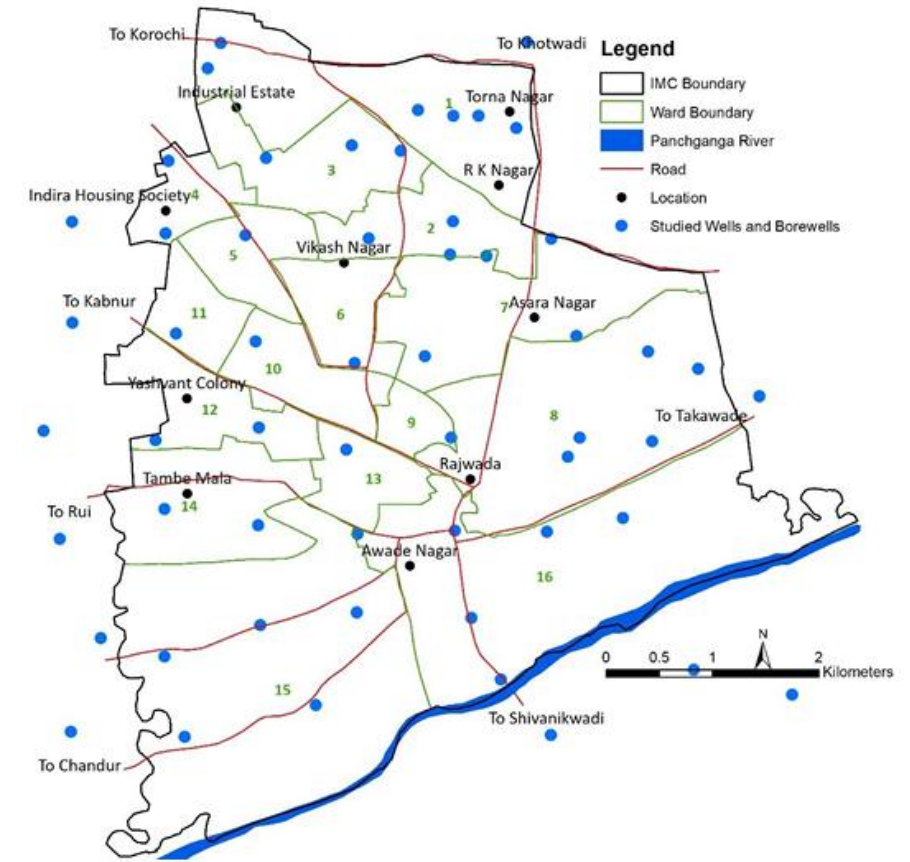 To Korochi
To Khotwadi
Legend
IMC Boundary
Industrial Estate
1
Torna Nagar
Ward Boundary
Panchganga River
3
R K Nagar
Road
Indira Housing Society
4
Location
2
Studied Wells and Borewells
5
Vikash Nagar
To Kabnur
11
6
7
Asara Nagar
10
Yashvant Colony
12
9
8
To Takawade
Rajwada
Tambe Mala
13
To Rui
14
Awade Nagar
16
N
0 0.5 1 2
Kilometers
15
To Shivanikwadi
To Chandur